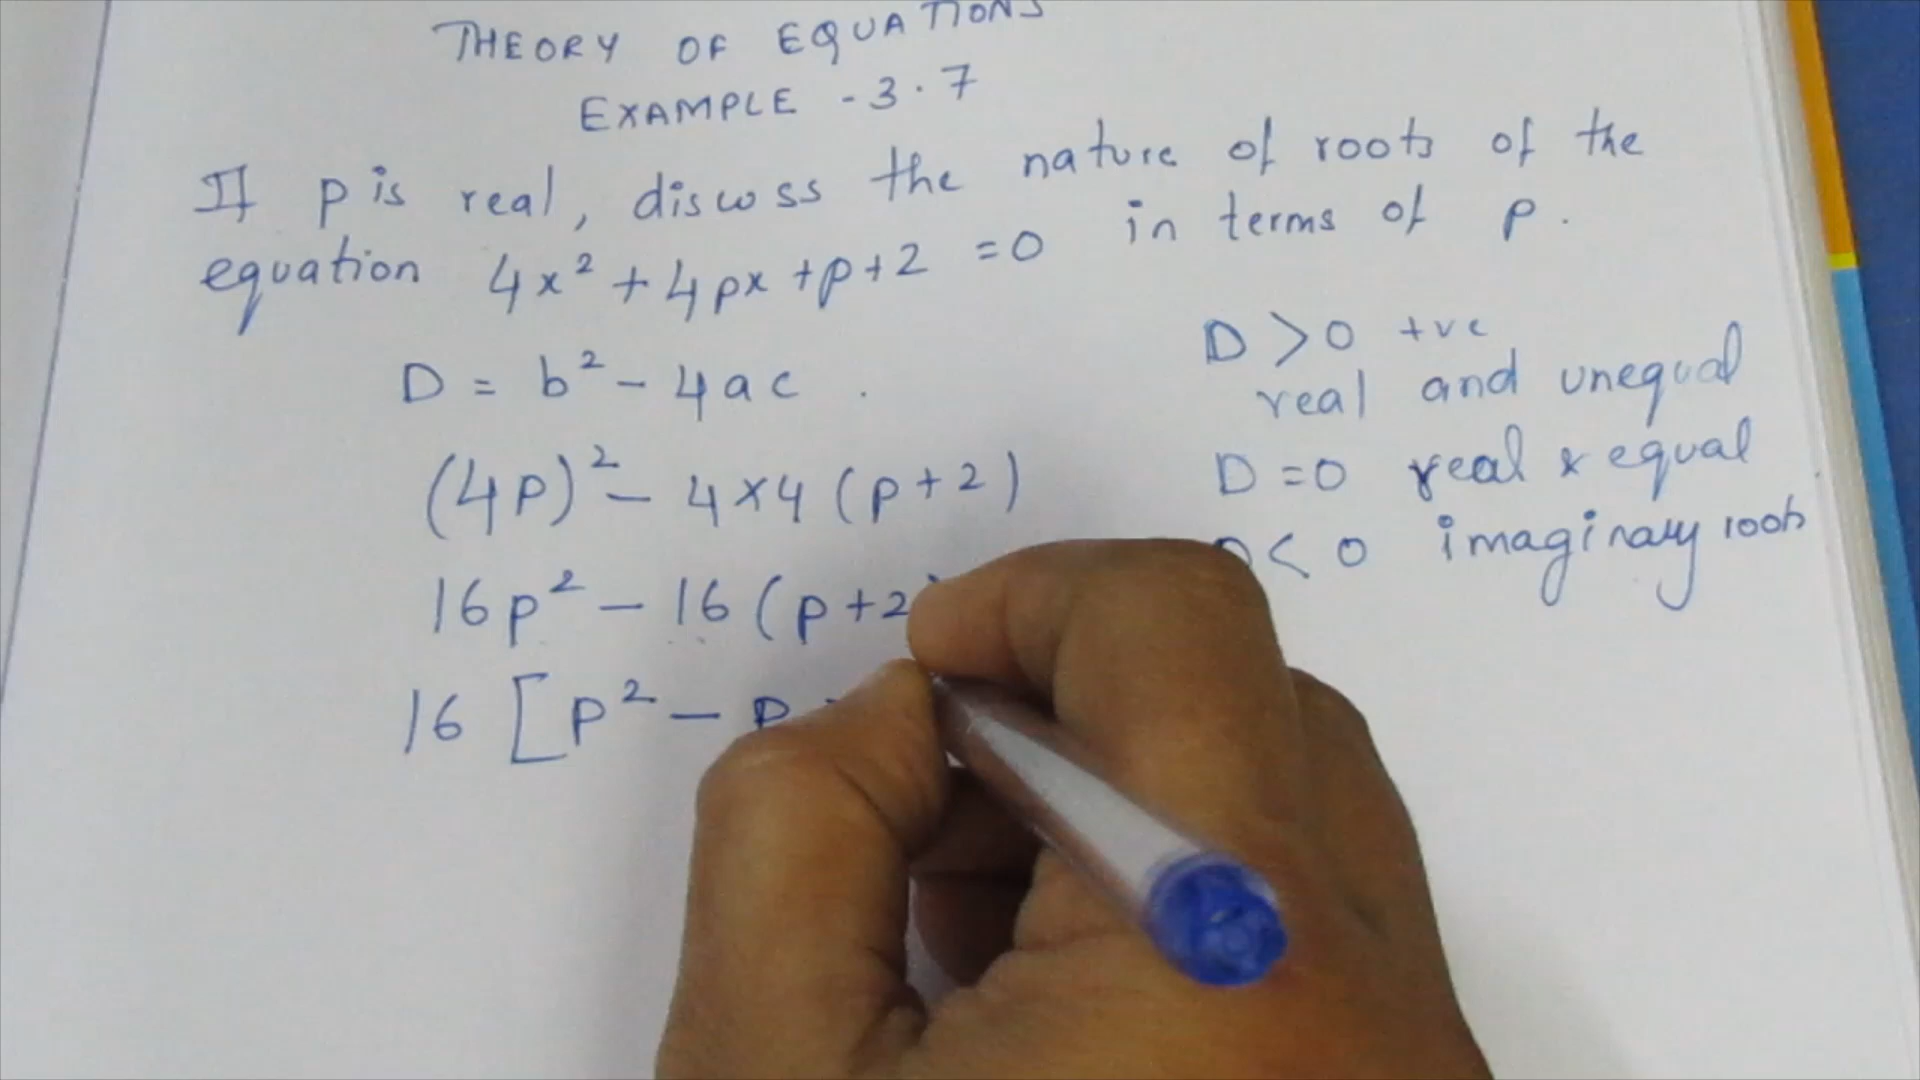 THEORY OF EQUATIONS
EXAMPLE - 3.7
If p is real, discuss the nature of roots of the
equation 4x² + 4px + p + 2 = 0 in terms of p.
D = b² - 4ac.
(4p)² - 4×4(p+2)
16p² - 16(p+2)
16[p² - p
D > 0 +ve
real and unequal
D = 0 real & equal
D < 0 imaginary roots